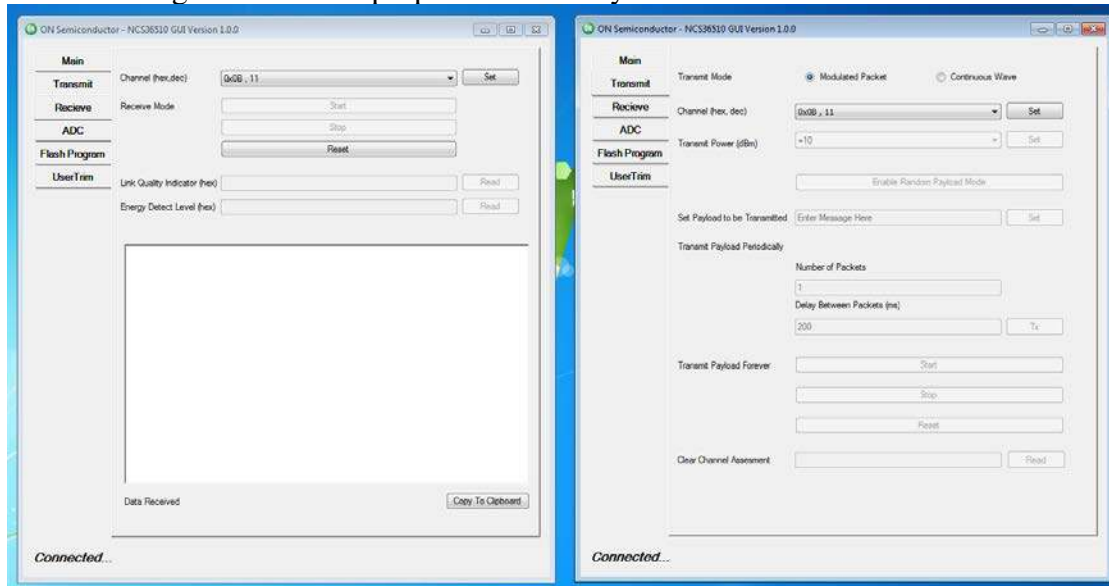 ON Semiconductor - NCS36510 GUI Version 1.0.0
Main
Transmit
Recieve
ADC
Flash Program
UserTrim
Channel (hex,dec)
0x0B , 11
Set
Receive Mode
Start
Stop
Reset
Link Quality Indicator (hex)
Read
Energy Detect Level (hex)
Read
Data Received
Copy To Clipboard
Connected...
ON Semiconductor - NCS36510 GUI Version 1.0.0
Main
Transmit
Recieve
ADC
Flash Program
UserTrim
Transmit Mode
Modulated Packet
Continuous Wave
Channel (hex, dec)
0x0B , 11
Set
Transmit Power (dBm)
Set
Enable Random Payload Mode
Set Payload to be Transmitted
Enter Message Here
Set
Transmit Payload Periodically
Number of Packets
1
Delay Between Packets (ms)
200
Tx
Transmit Payload Forever
Start
Stop
Reset
Clear Channel Assesment
Read
Connected...